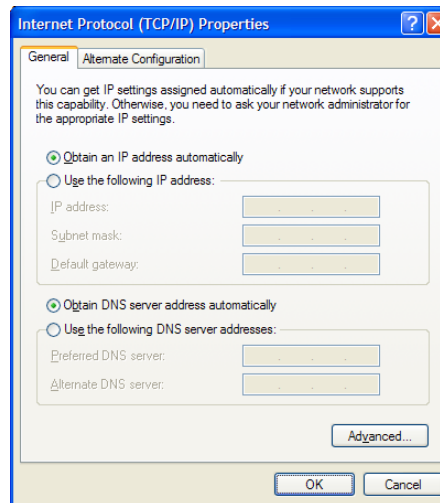 Internet Protocol (TCP/IP) Properties
General
Alternate Configuration
You can get IP settings assigned automatically if your network supports
this capability. Otherwise, you need to ask your network administrator for
the appropriate IP settings.
Obtain an IP address automatically
Use the following IP address:
IP address:
Subnet mask:
Default gateway:
Obtain DNS server address automatically
Use the following DNS server addresses:
Preferred DNS server:
Alternate DNS server:
Advanced...
OK
Cancel